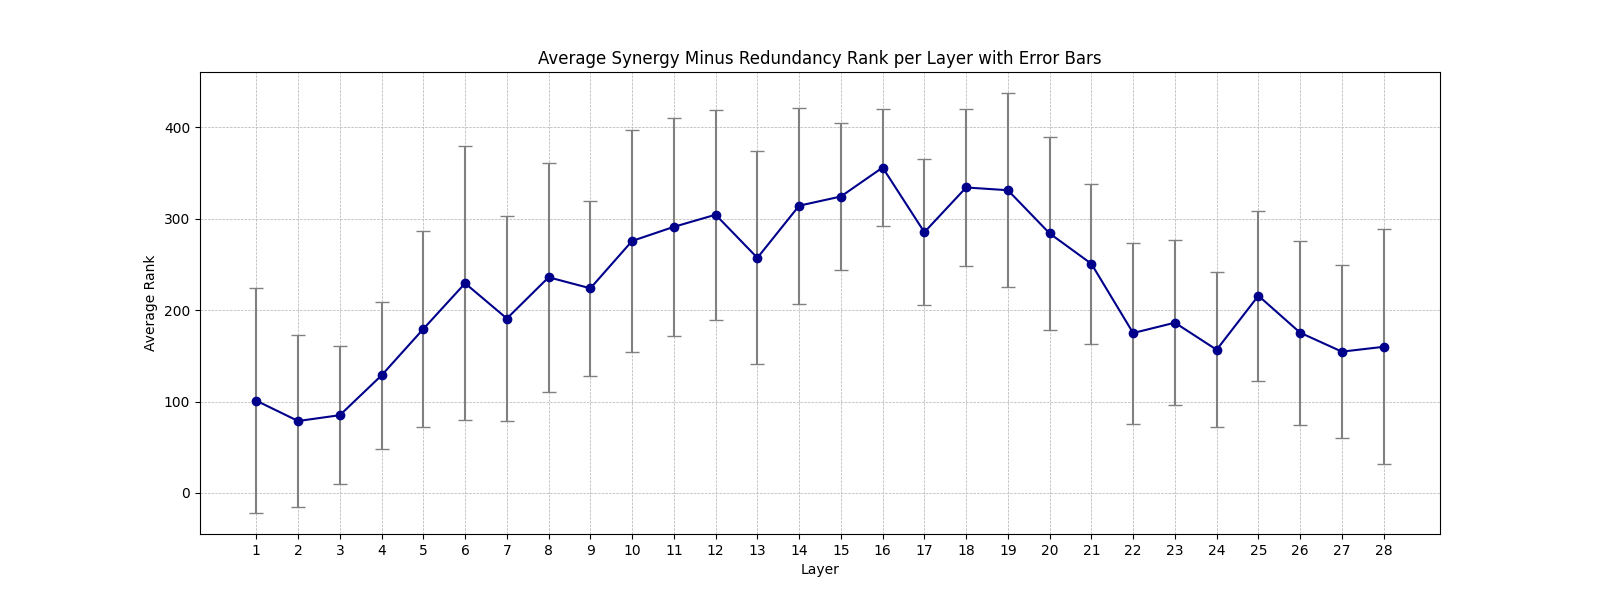 Average Synergy Minus Redundancy Rank per Layer with Error Bars
400
300
200
100
0
Average Rank
1 2 3 4 5 6 7 8 9 10 11 12 13 14 15 16 17 18 19 20 21 22 23 24 25 26 27 28
Layer